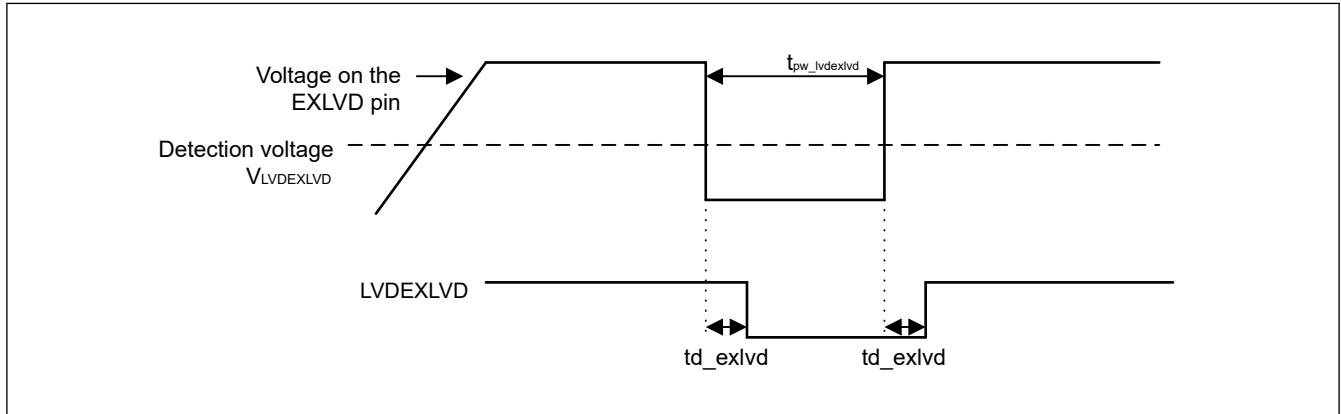 Voltage on the
EXLVD pin
tpw_lvdexlvd
Detection voltage
VLVDEXLVD
LVDEXLVD
td_exlvd
td_exlvd